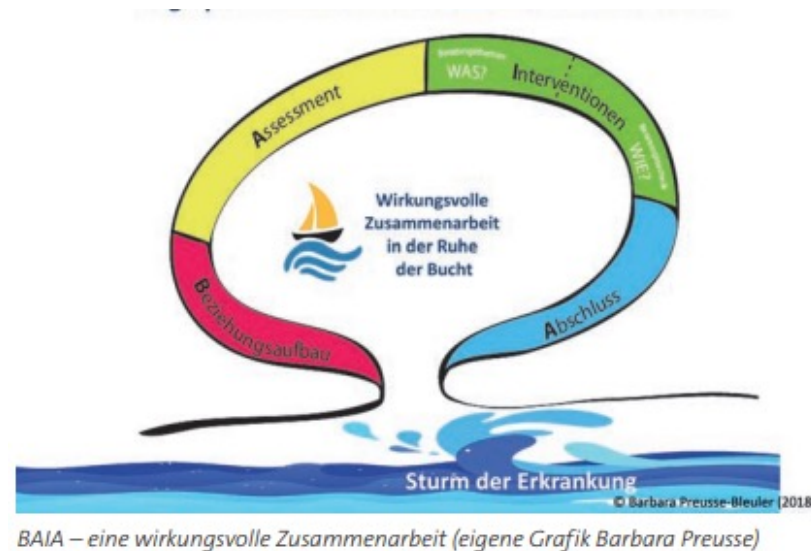 Assessment
WAS?
Interventionen
WIE?
Wirkungsvolle
Zusammenarbeit
in der Ruhe
der Bucht
Beziehungsaufbau
Abschluss
Sturm der Erkrankung
© Barbara Preusse-Bleuler (2018
BAIA – eine wirkungsvolle Zusammenarbeit (eigene Grafik Barbara Preusse)